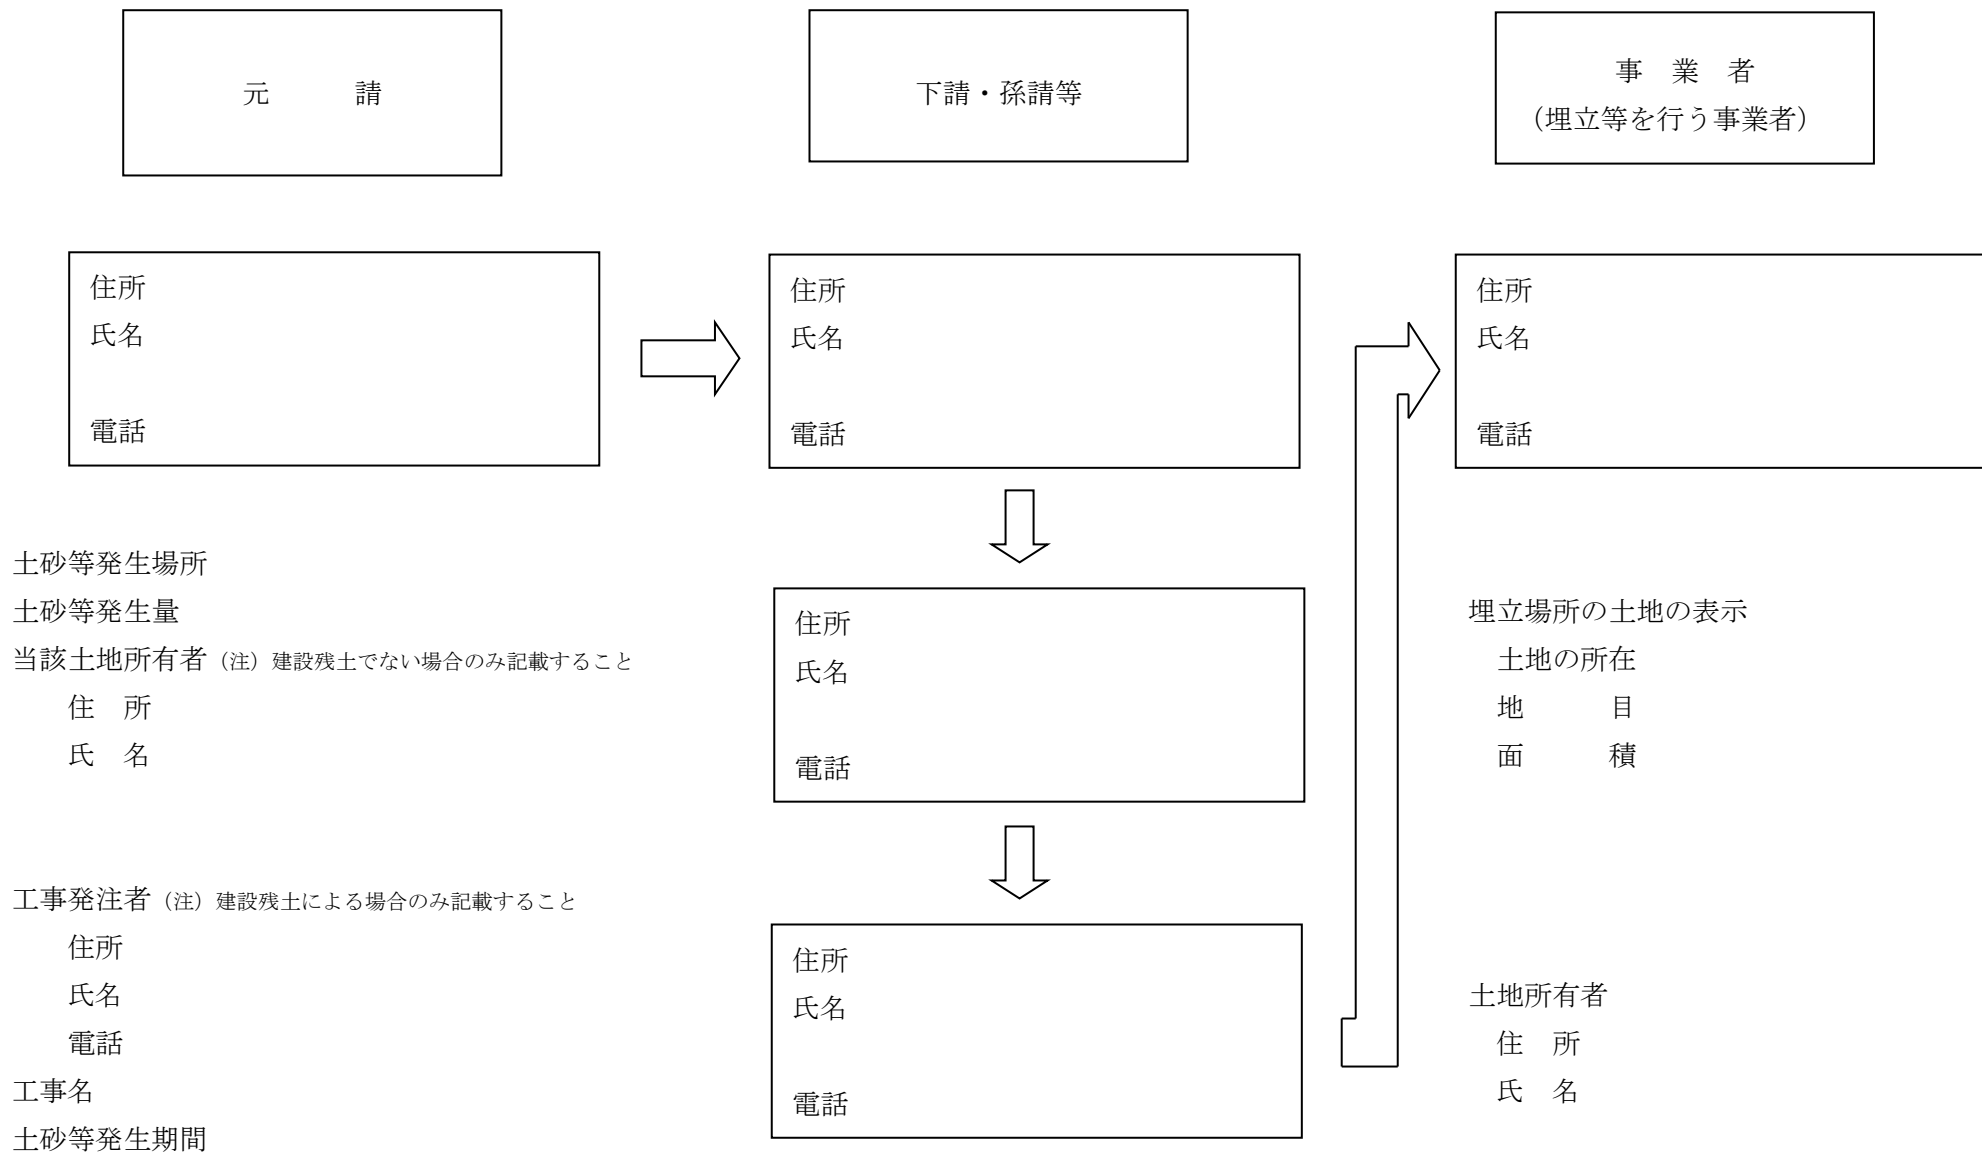 元　　　請
下請・孫請等
事　業　者
（埋立等を行う事業者）
住所
氏名
電話
住所
氏名
電話
住所
氏名
電話
土砂等発生場所
土砂等発生量
当該土地所有者（注）建設残土でない場合のみ記載すること
住　所
氏　名
工事発注者（注）建設残土による場合のみ記載すること
住所
氏名
電話
工事名
土砂等発生期間
住所
氏名
電話
住所
氏名
電話
埋立場所の土地の表示
土地の所在
地　　　目
面　　　積
土地所有者
住　所
氏　名